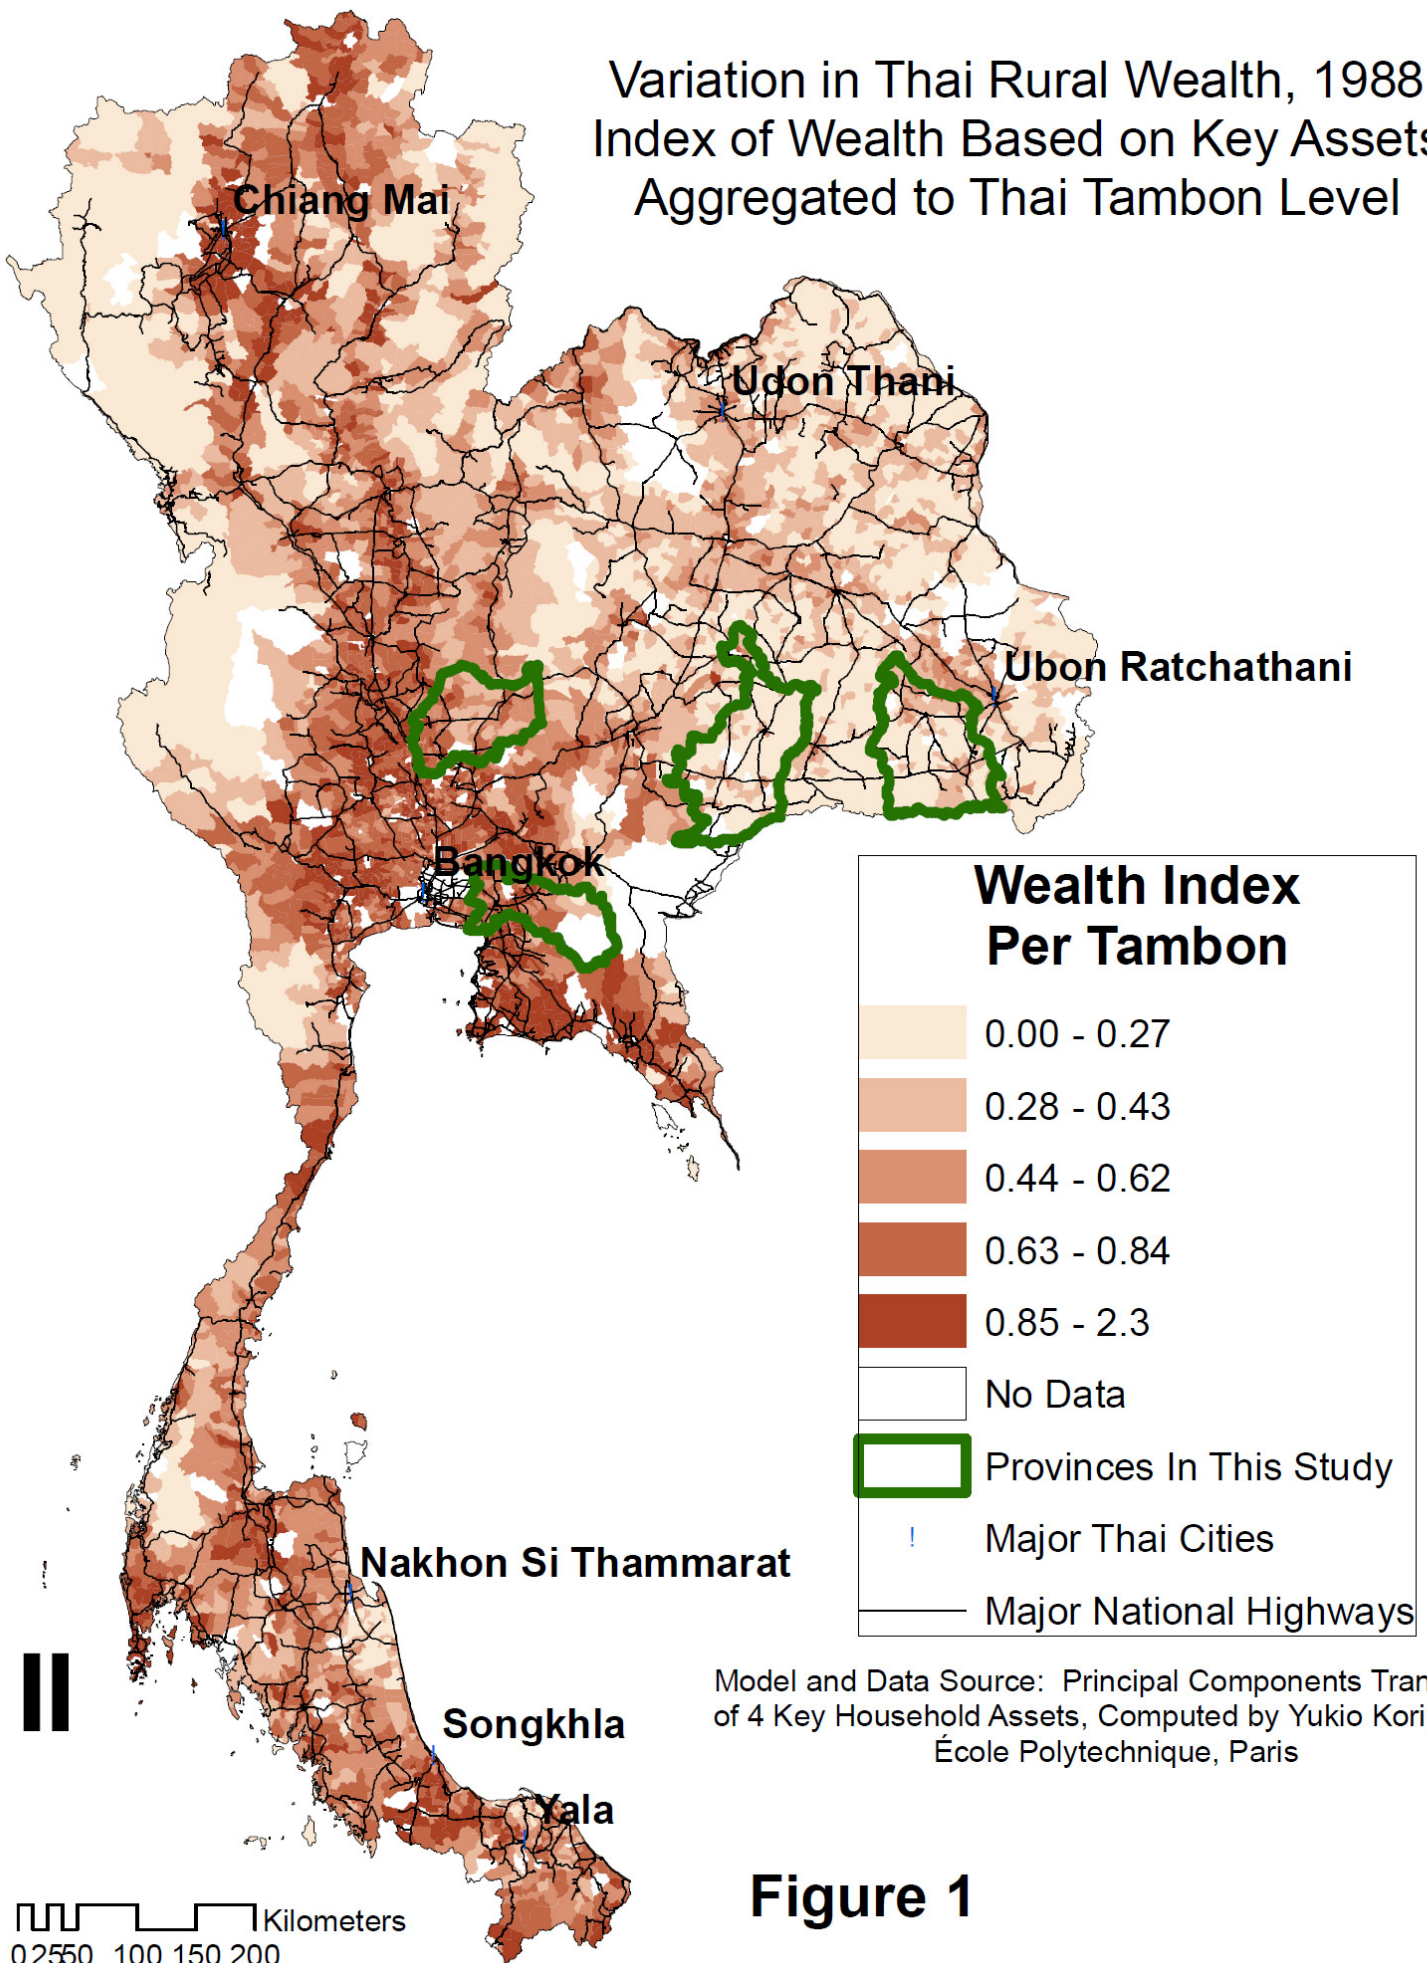 Variation in Thai Rural Wealth, 1988
Index of Wealth Based on Key Assets
Aggregated to Thai Tambon Level
Chiang Mai
Udon Thani
Ubon Ratchathani
Bangkok
Wealth Index
Per Tambon
0.00 - 0.27
0.28 - 0.43
0.44 - 0.62
0.63 - 0.84
0.85 - 2.3
No Data
Provinces In This Study
! Major Thai Cities
Major National Highways
Nakhon Si Thammarat
Songkhla
Yala
Model and Data Source: Principal Components Tran
of 4 Key Household Assets, Computed by Yukio Kori
École Polytechnique, Paris
Figure 1
Kilometers
0 25 50 100 150 200